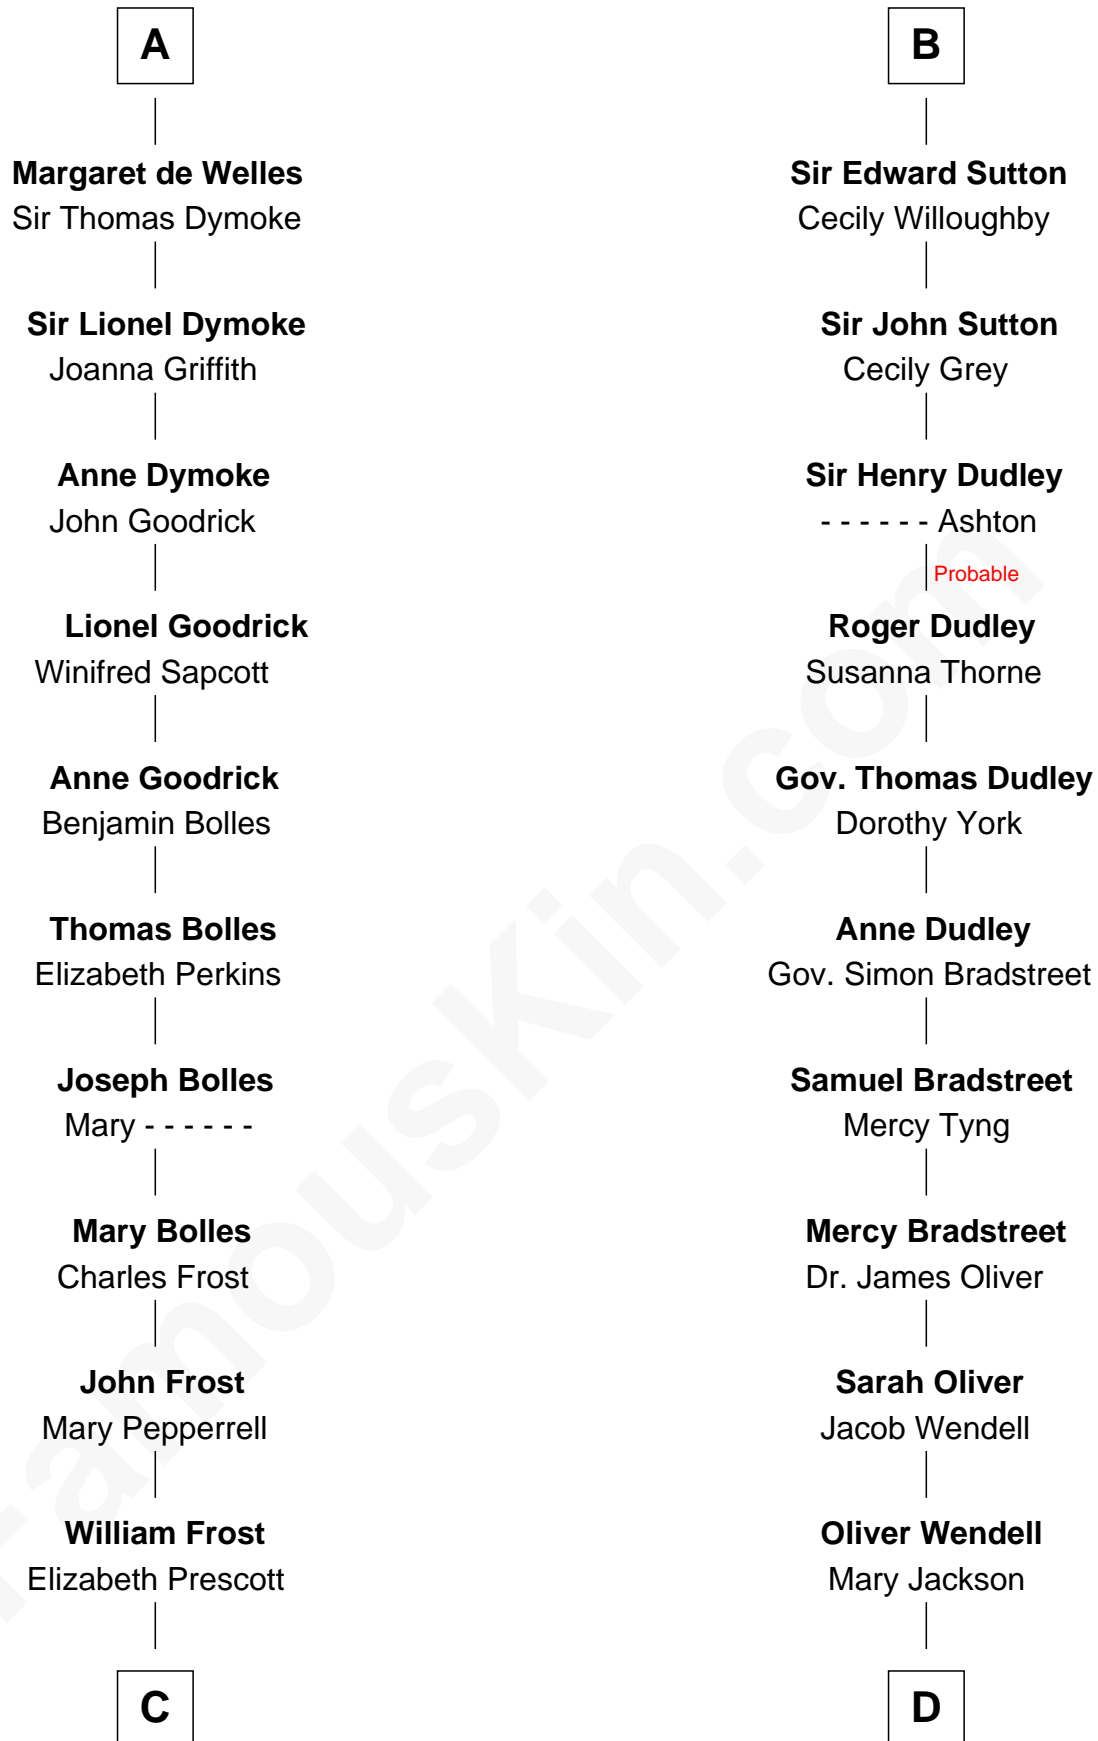 A
Margaret de Welles
Sir Thomas Dymoke
Sir Lionel Dymoke
Joanna Griffith
Anne Dymoke
John Goodrick
Lionel Goodrick
Winifred Sapcott
Anne Goodrick
Benjamin Bolles
Thomas Bolles
Elizabeth Perkins
Joseph Bolles
Mary - - - - - -
Mary Bolles
Charles Frost
John Frost
Mary Pepperrell
William Frost
Elizabeth Prescott
C
B
Sir Edward Sutton
Cecily Willoughby
Sir John Sutton
Cecily Grey
Sir Henry Dudley
- - - - - - Ashton
Probable
Roger Dudley
Susanna Thorne
Gov. Thomas Dudley
Dorothy York
Anne Dudley
Gov. Simon Bradstreet
Samuel Bradstreet
Mercy Tyng
Mercy Bradstreet
Dr. James Oliver
Sarah Oliver
Jacob Wendell
Oliver Wendell
Mary Jackson
D
FamousKin.com